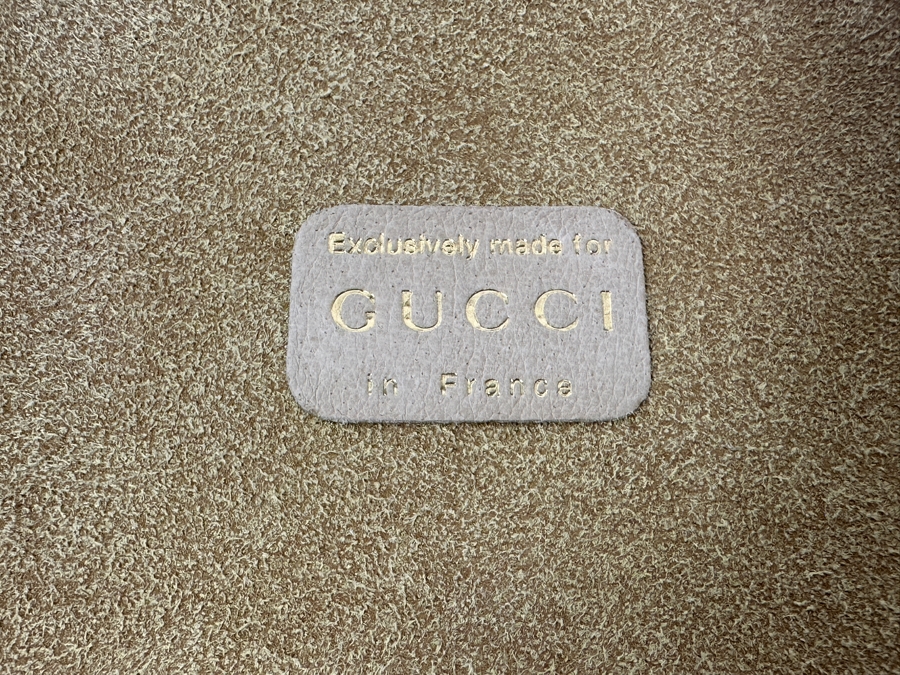 Exclusively made for
GUCCI
in France